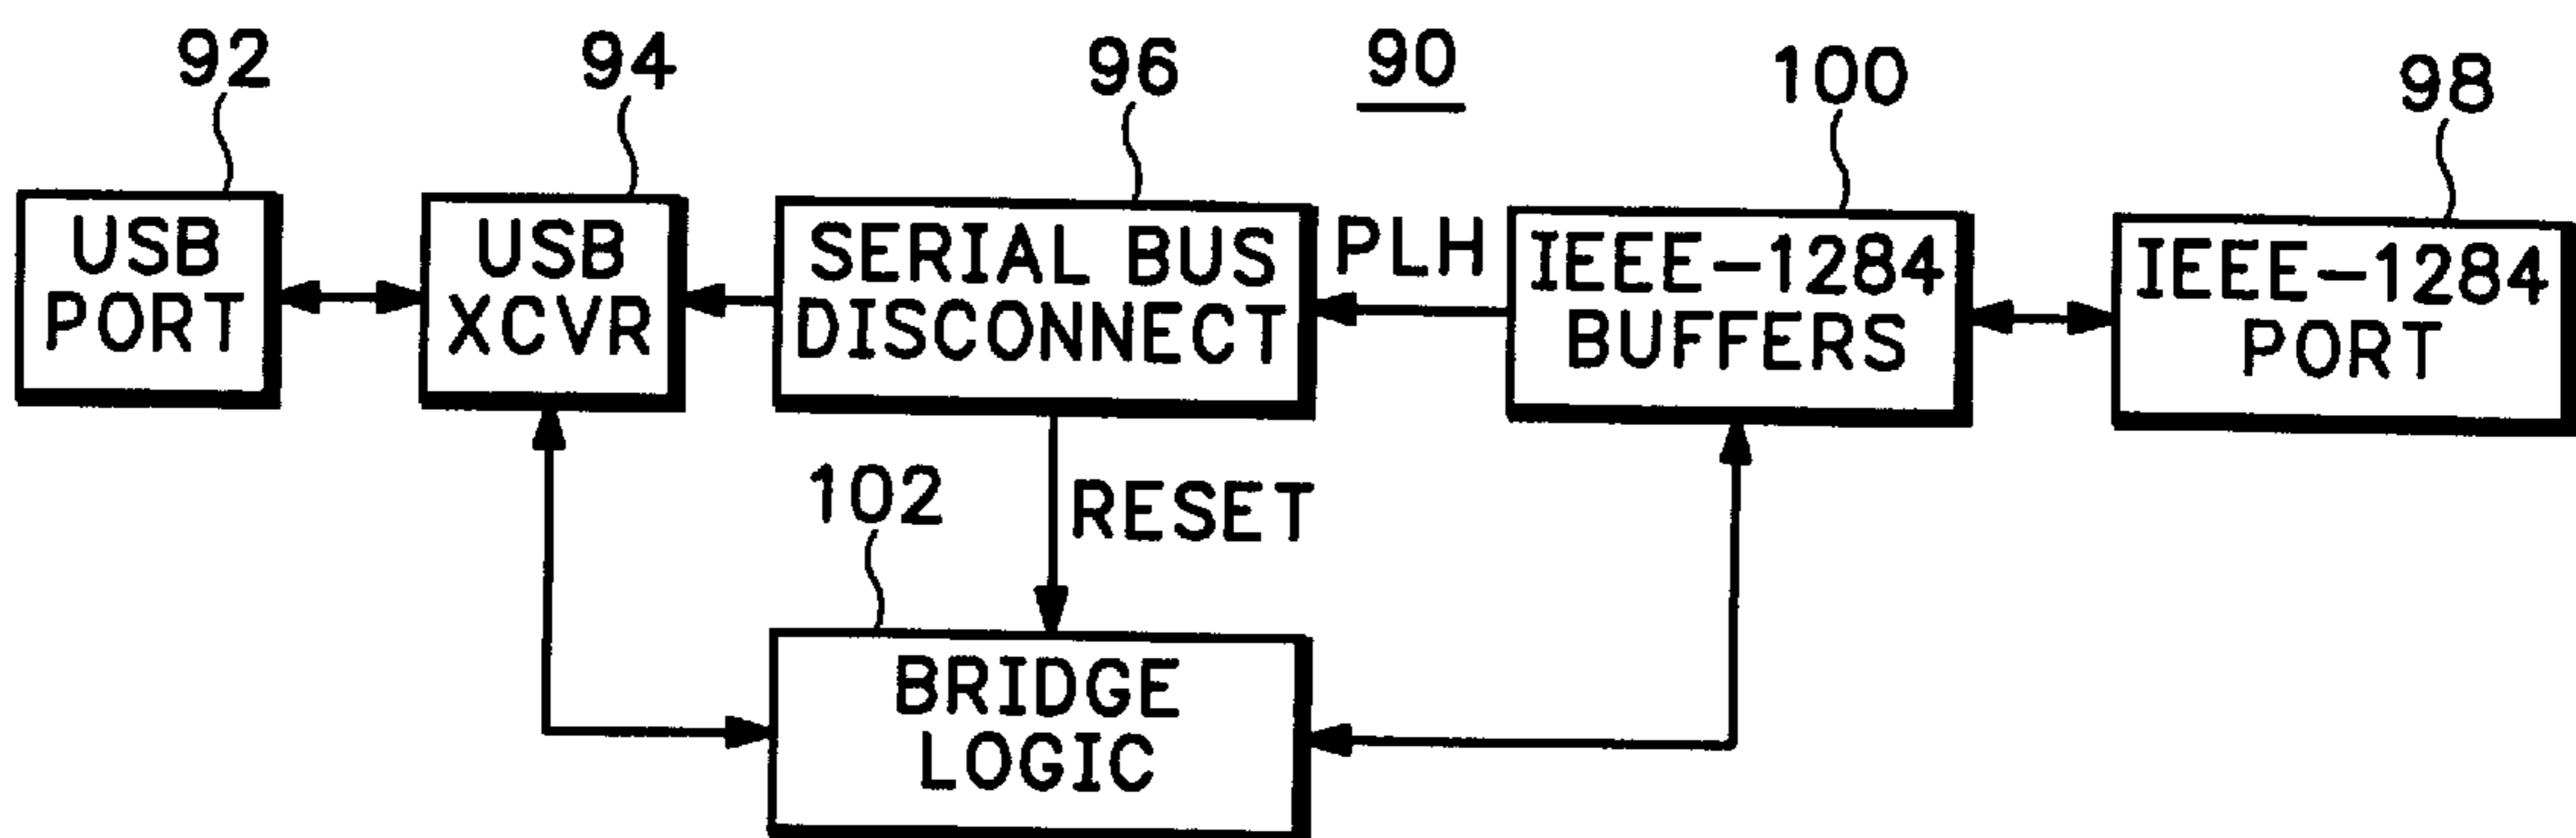 92
94
96
90
100
98
USB
PORT
USB
XCVR
SERIAL BUS
DISCONNECT
PLH
IEEE-1284
BUFFERS
IEEE-1284
PORT
102
RESET
BRIDGE
LOGIC